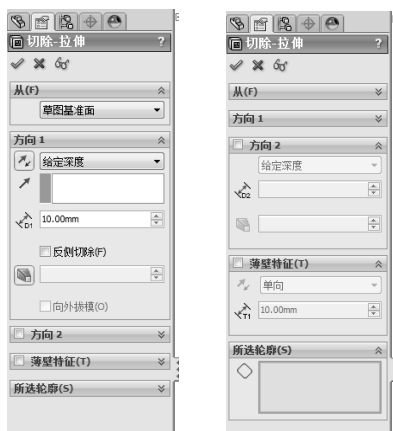 切除-拉伸 ?
从(F)
草图基准面
方向 1
给定深度
D1 10.00mm
反侧切除(F)
向外拔模(O)
方向 2
薄壁特征(T)
所选轮廓(S)
切除-拉伸 ?
从(F)
方向 1
方向 2
给定深度
D2
薄壁特征(T)
单向
T1 10.00mm
所选轮廓(S)